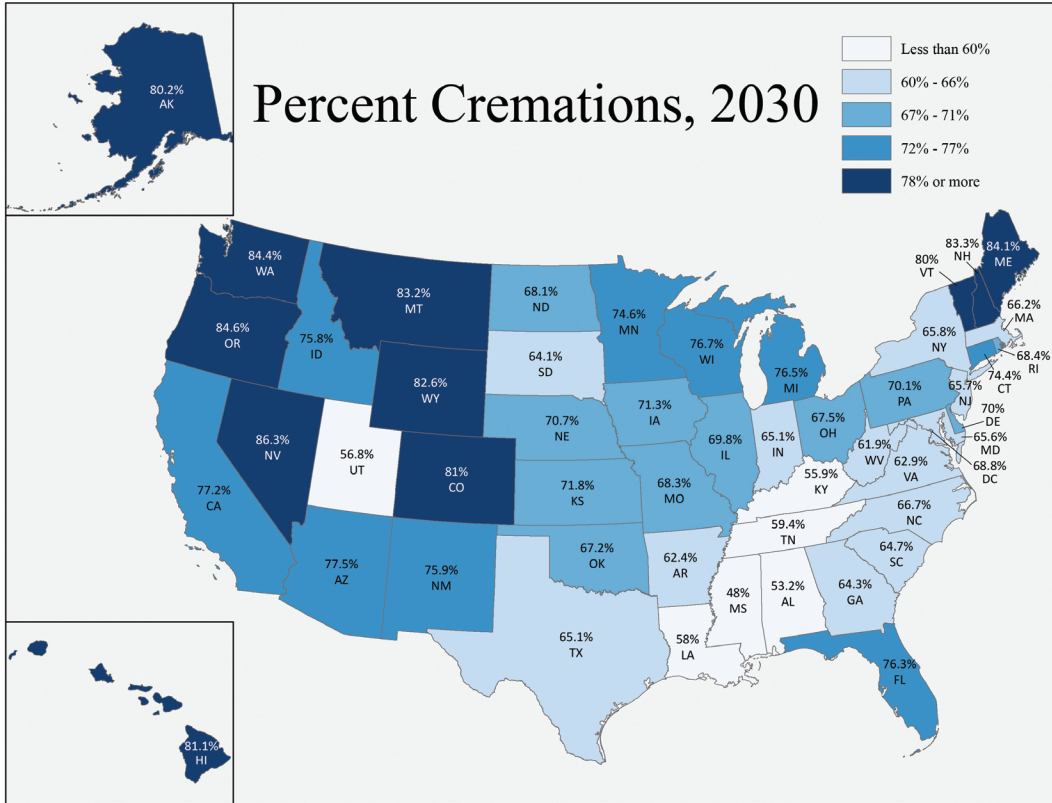 Percent Cremations, 2030
Less than 60%
60% - 66%
67% - 71%
72% - 77%
78% or more
80.2%
AK
84.4%
WA
84.6%
OR
75.8%
ID
83.2%
MT
82.6%
WY
86.3%
NV
56.8%
UT
81%
CO
77.2%
CA
77.5%
AZ
75.9%
NM
68.1%
ND
64.1%
SD
70.7%
NE
71.8%
KS
67.2%
OK
65.1%
TX
74.6%
MN
71.3%
IA
68.3%
MO
62.4%
AR
58%
LA
76.7%
WI
69.8%
IL
76.5%
MI
65.1%
IN
67.5%
OH
55.9%
KY
59.4%
TN
48%
MS
53.2%
AL
64.3%
GA
76.3%
FL
64.7%
SC
66.7%
NC
62.9%
VA
61.9%
WV
70.1%
PA
65.8%
NY
80%
VT
83.3%
NH
84.1%
ME
66.2%
MA
68.4%
RI
74.4%
CT
65.7%
NJ
70%
DE
65.6%
MD
68.8%
DC
81.1%
HI